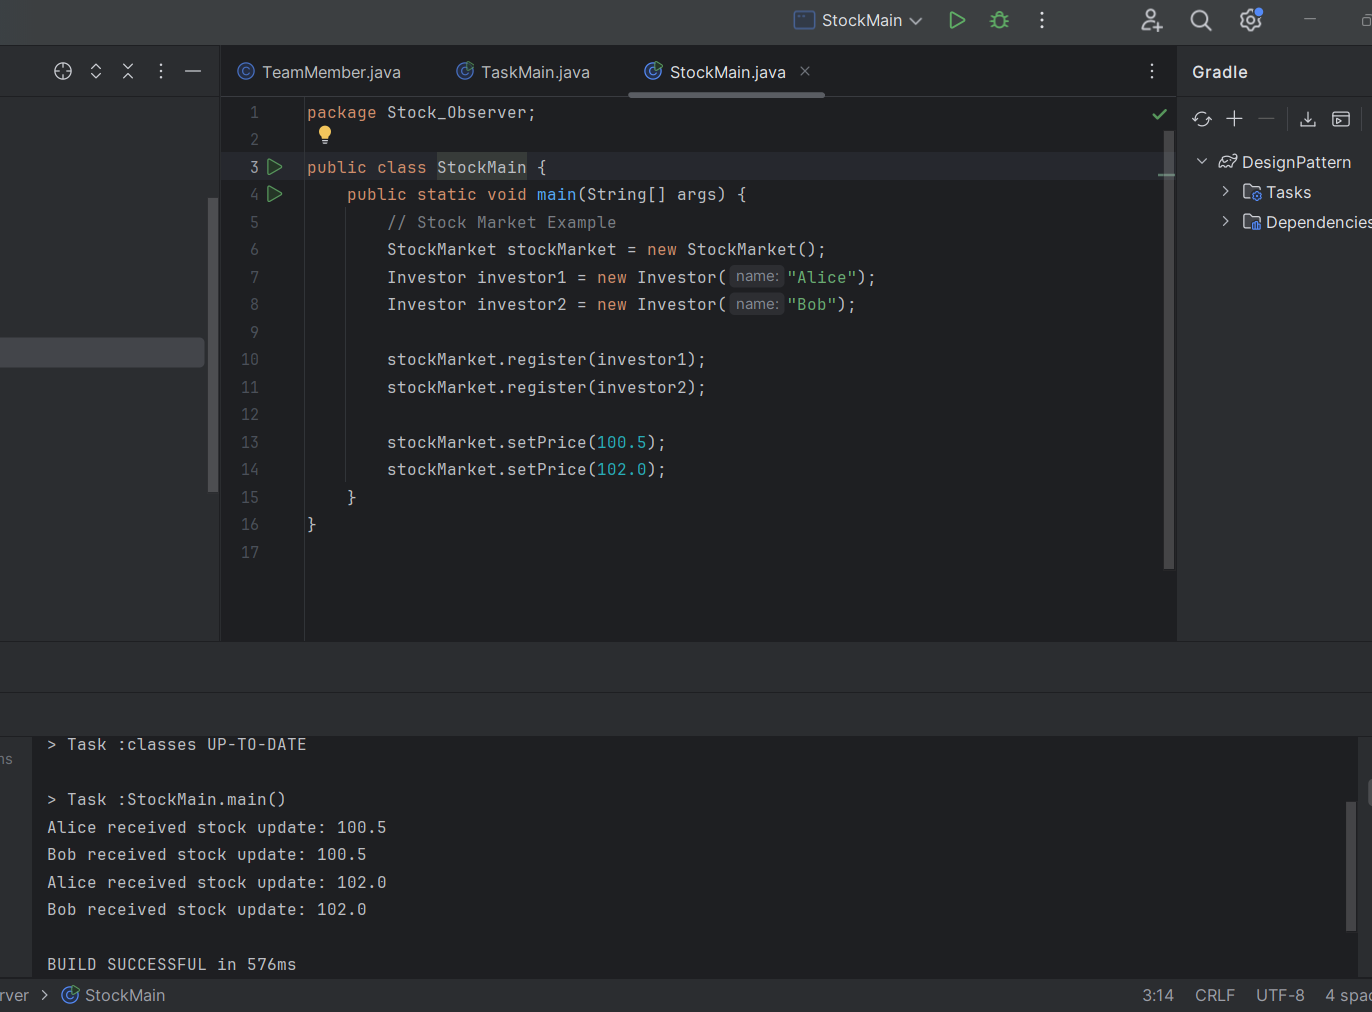 StockMain
TeamMember.java
TaskMain.java
StockMain.java
Gradle
1 package Stock_Observer;
2
3 public class StockMain {
4     public static void main(String[] args) {
5         // Stock Market Example
6         StockMarket stockMarket = new StockMarket();
7         Investor investor1 = new Investor( name: "Alice");
8         Investor investor2 = new Investor( name: "Bob");
9
10         stockMarket.register(investor1);
11         stockMarket.register(investor2);
12
13         stockMarket.setPrice(100.5);
14         stockMarket.setPrice(102.0);
15     }
16 }
17
DesignPattern
Tasks
Dependencies
> Task :classes UP-TO-DATE
ns
> Task :StockMain.main()
Alice received stock update: 100.5
Bob received stock update: 100.5
Alice received stock update: 102.0
Bob received stock update: 102.0
BUILD SUCCESSFUL in 576ms
rver > StockMain
3:14 CRLF UTF-8 4 spac